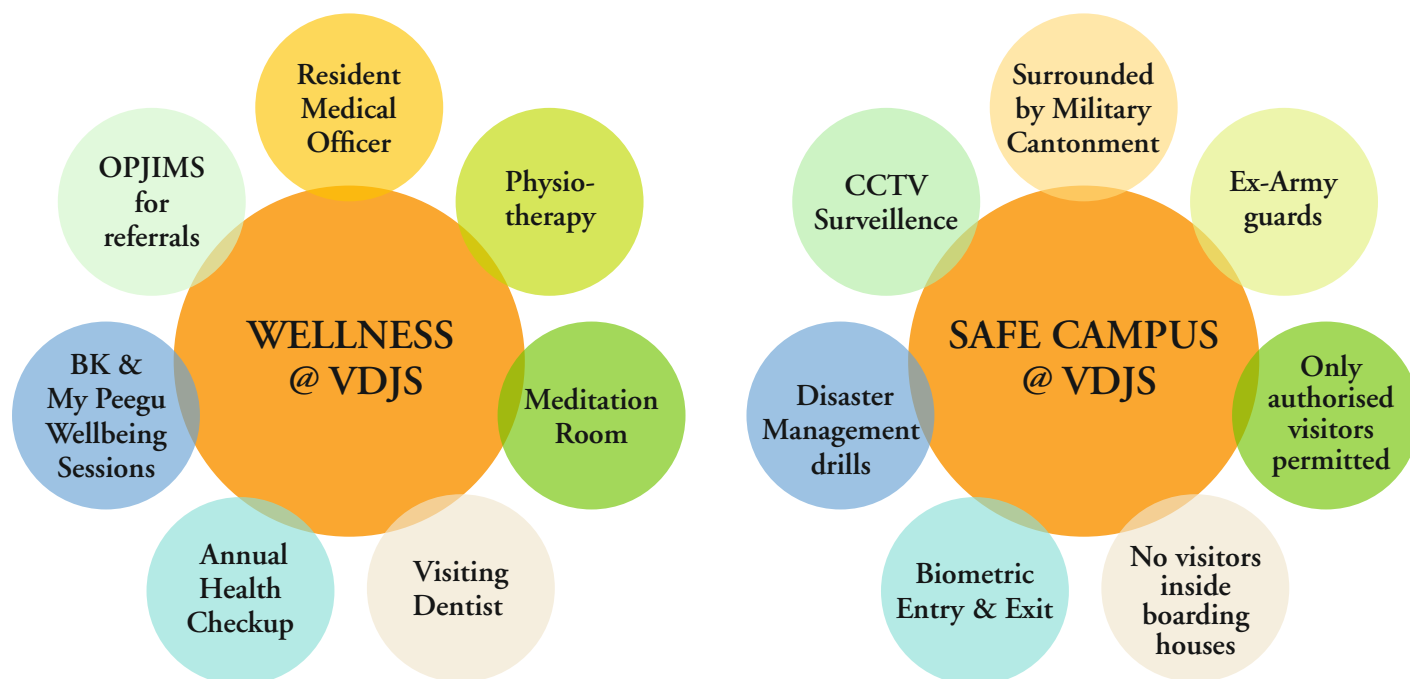 WELLNESS
@ VDJS
Resident
Medical
Officer
Physio-
therapy
Meditation
Room
Visiting
Dentist
Annual
Health
Checkup
BK &
My Peegu
Wellbeing
Sessions
OPJIMS
for
referrals
SAFE CAMPUS
@ VDJS
Surrounded
by Military
Cantonment
Ex-Army
guards
Only
authorised
visitors
permitted
No visitors
inside
boarding
houses
Biometric
Entry & Exit
Disaster
Management
drills
CCTV
Surveillence